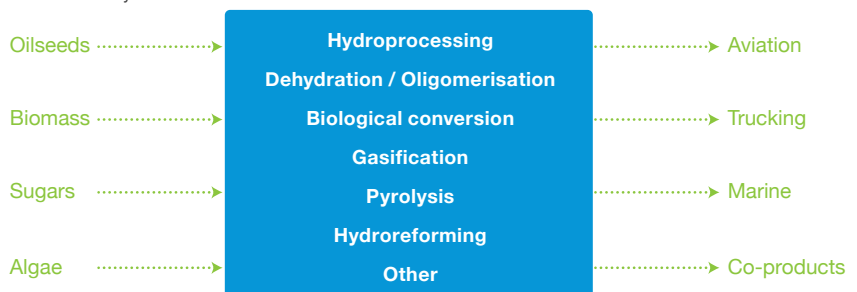 Oilseeds
Hydroprocessing
Aviation
Dehydration / Oligomerisation
Biomass
Biological conversion
Trucking
Gasification
Sugars
Pyrolysis
Marine
Hydroreforming
Algae
Other
Co-products